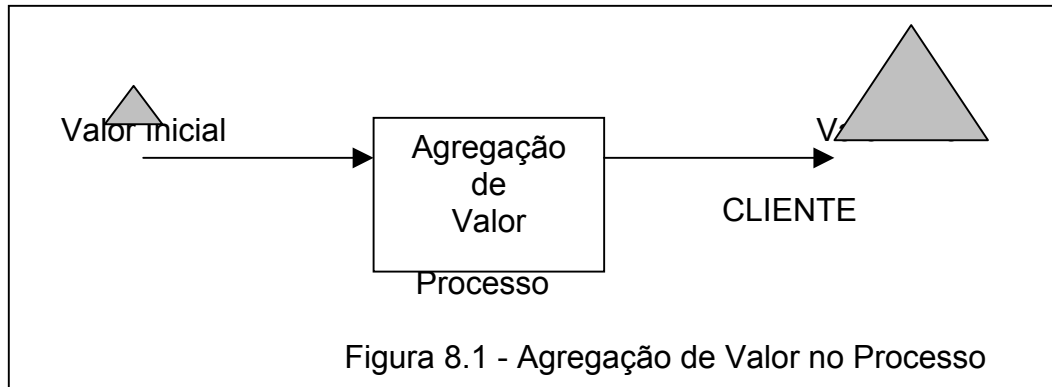 Valor Inicial
Agregação
de
Valor
CLIENTE
Processo
Figura 8.1 - Agregação de Valor no Processo